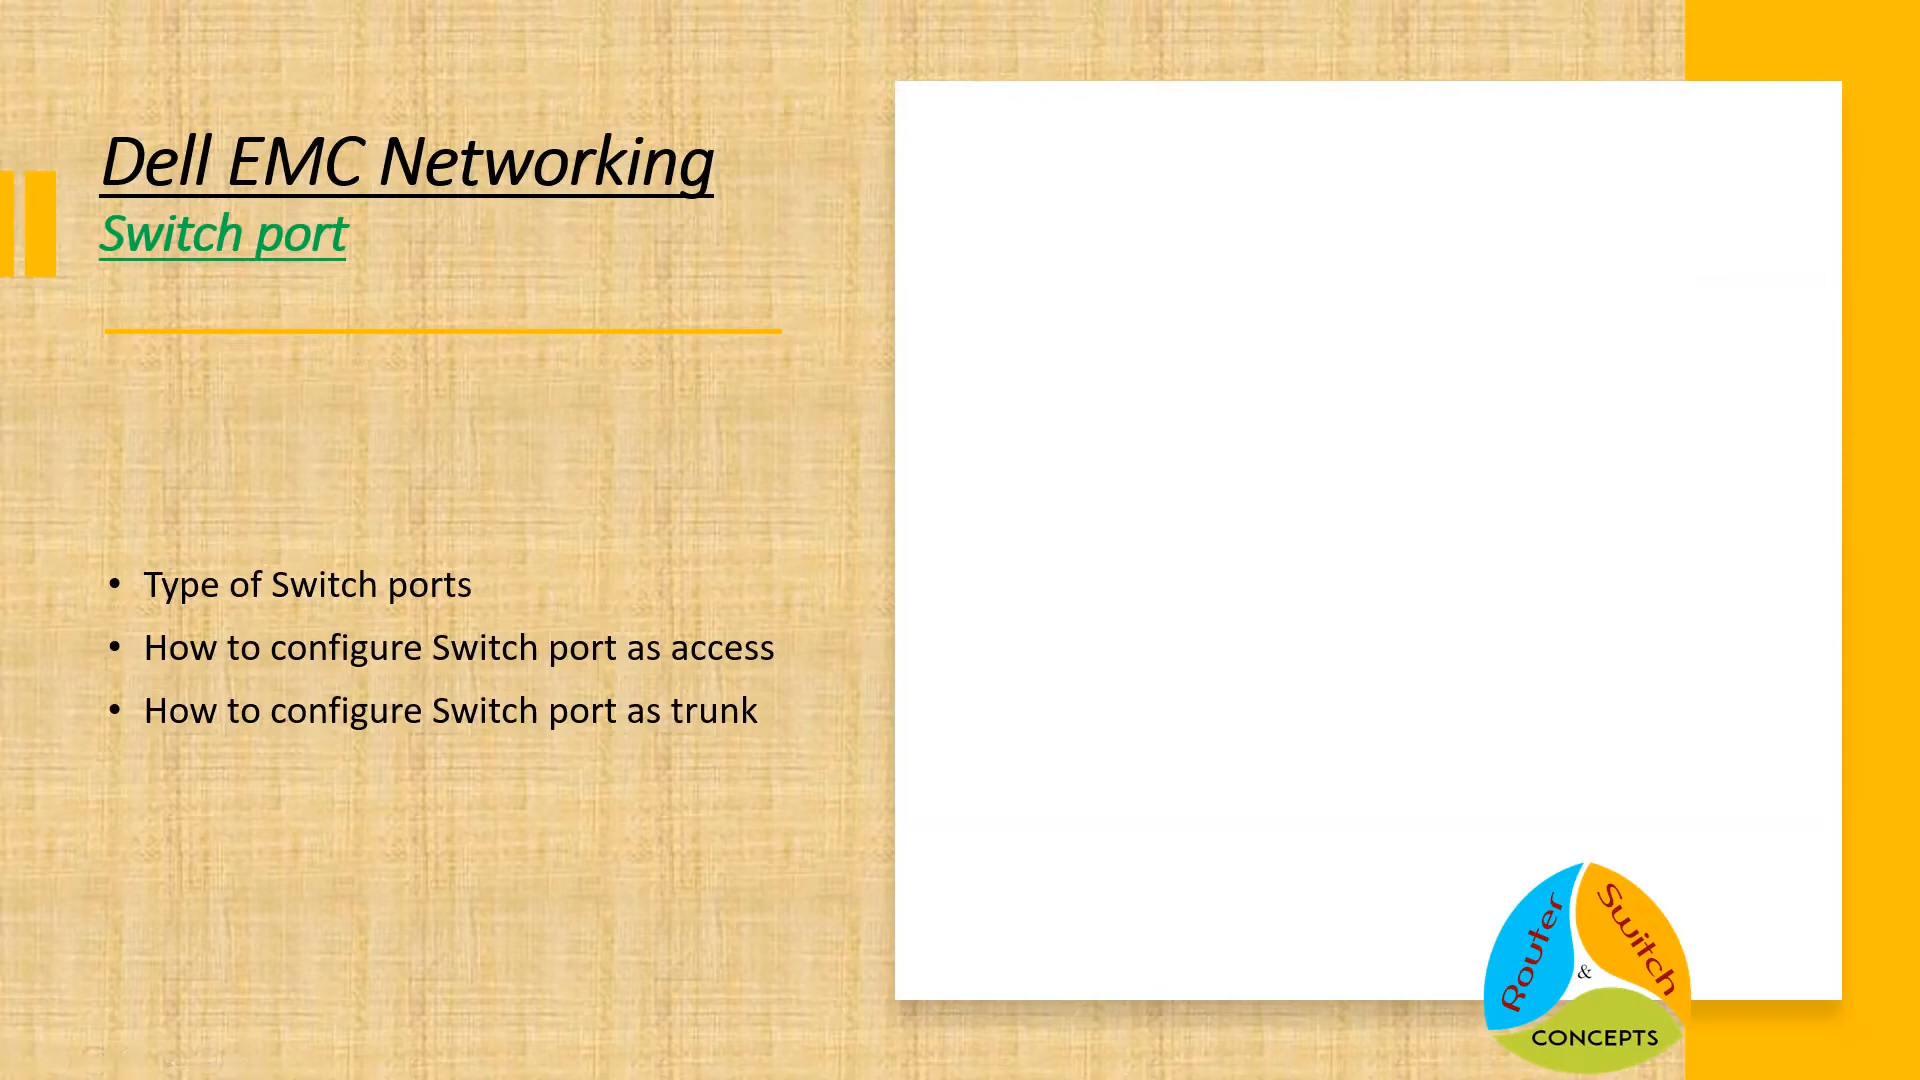 Dell EMC Networking
Switch port
• Type of Switch ports
• How to configure Switch port as access
• How to configure Switch port as trunk
Router
&
Switch
CONCEPTS